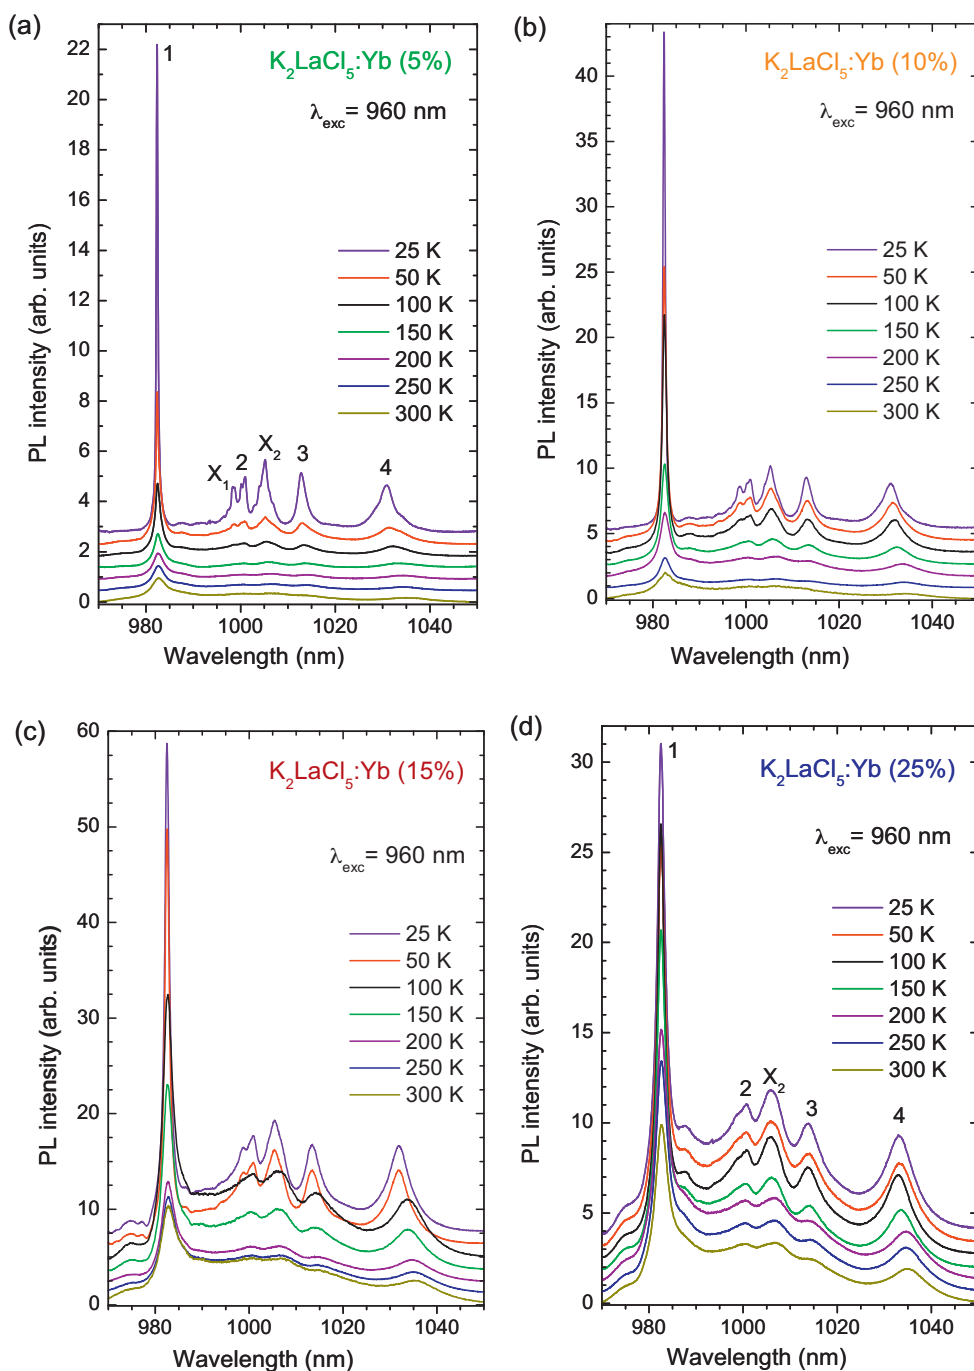 (a)
K₂LaCl₅:Yb (5%)
λexc= 960 nm
1
X₁
2
X₂
3
4
25 K
50 K
100 K
150 K
200 K
250 K
300 K
22
20
18
16
14
12
10
8
6
4
2
0
PL intensity (arb. units)
980 1000 1020 1040
Wavelength (nm)
(b)
K₂LaCl₅:Yb (10%)
λexc= 960 nm
25 K
50 K
100 K
150 K
200 K
250 K
300 K
40
35
30
25
20
15
10
5
0
PL intensity (arb. units)
980 1000 1020 1040
Wavelength (nm)
(c)
K₂LaCl₅:Yb (15%)
λexc= 960 nm
25 K
50 K
100 K
150 K
200 K
250 K
300 K
60
50
40
30
20
10
0
PL intensity (arb. units)
980 1000 1020 1040
Wavelength (nm)
(d)
K₂LaCl₅:Yb (25%)
λexc= 960 nm
1
2
X₂
3
4
25 K
50 K
100 K
150 K
200 K
250 K
300 K
30
25
20
15
10
5
0
PL intensity (arb. units)
980 1000 1020 1040
Wavelength (nm)